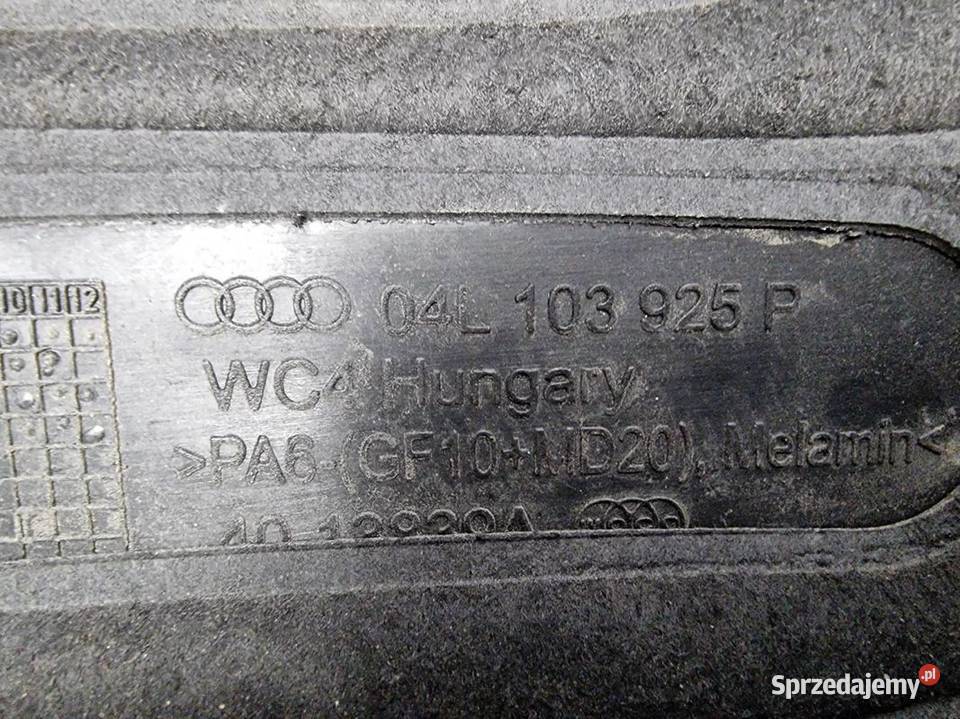 10 11 12
04L 103 925 P
WC4 Hungary
>PA6-(GF10+MD20), Melamin<
Sprzedajemy.pl